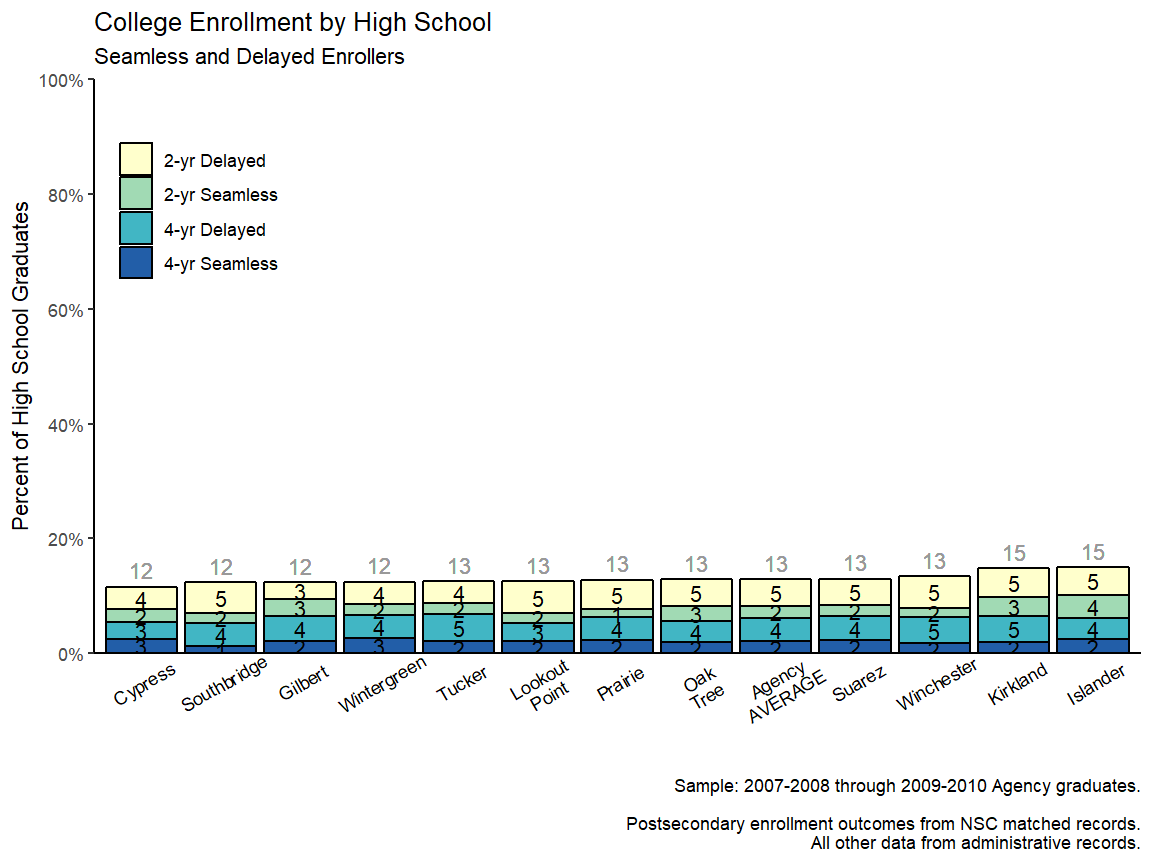 College Enrollment by High School
Seamless and Delayed Enrollers
Percent of High School Graduates
100%
80%
60%
40%
20%
0%
2-yr Delayed
2-yr Seamless
4-yr Delayed
4-yr Seamless
12 12 12 12 13 13 13 13 13 13 13 15 15
4 5 3 4 4 5 5 5 5 5 5 5 5
2 2 3 2 2 2 1 3 2 2 2 3 4
3 4 4 4 5 3 4 4 4 4 5 5 4
3 1 2 3 2 2 2 2 2 2 2 2 2
Cypress
Southbridge
Gilbert
Wintergreen
Tucker
Lookout
Point
Prairie
Oak
Tree
Agency
AVERAGE
Suarez
Winchester
Kirkland
Islander
Sample: 2007-2008 through 2009-2010 Agency graduates.
Postsecondary enrollment outcomes from NSC matched records.
All other data from administrative records.